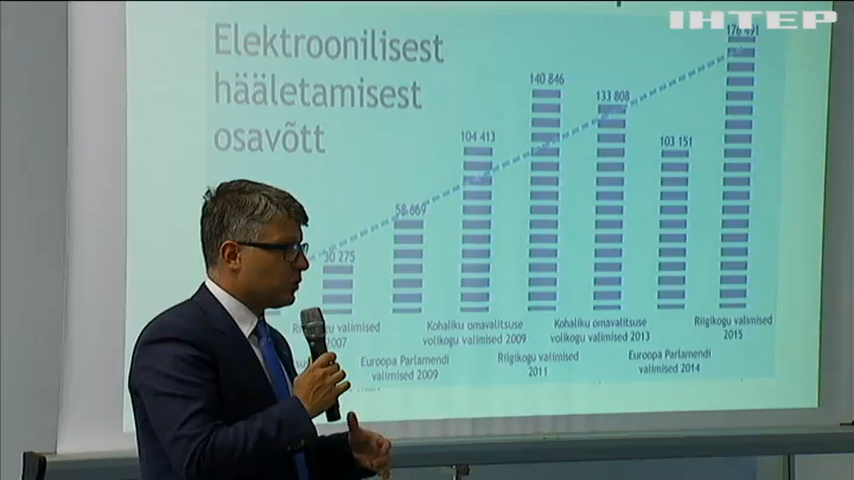 ІНТЕР
Elektroonilisest
hääletamisest
osavõtt
30 275
58 669
104 413
140 846
133 808
103 151
176 491
Riigikogu valimised
2007
Euroopa Parlamendi
valimised 2009
Kohaliku omavalitsuse
volikogu valimised 2009
Riigikogu valimised
2011
Kohaliku omavalitsuse
volikogu valimised 2013
Euroopa Parlamendi
valimised 2014
Riigikogu valimised
2015